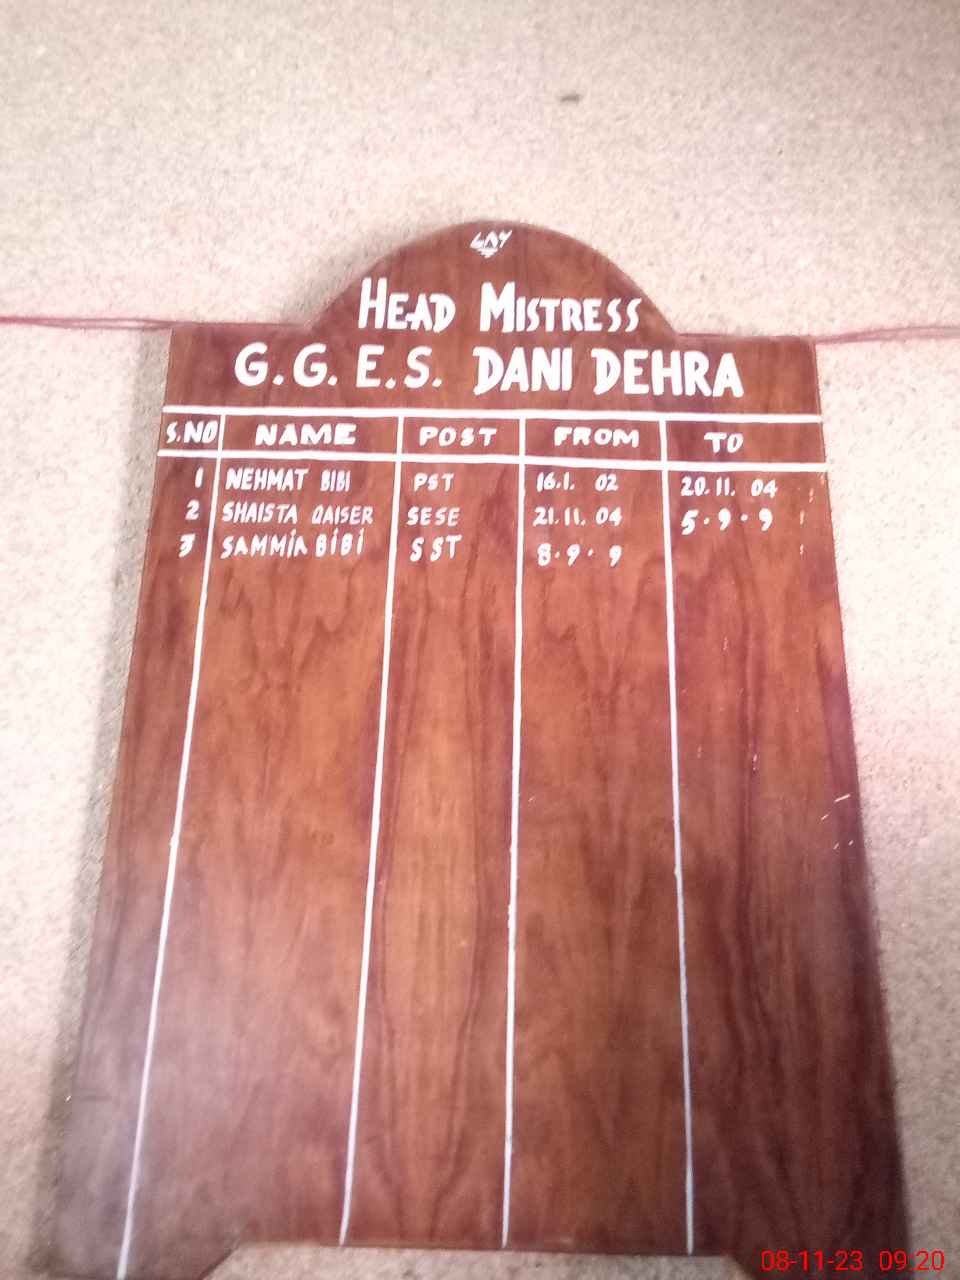 HEAD MISTRESS
G.G.E.S. DANI DEHRA
S.NO NAME POST FROM TO
1 NEHMAT BIBI PST 16.1. 02 20.11. 04
2 SHAISTA QAISER SESE 21.11. 04 5.9.9
3 SAMMIA BIBI SST 8.9.9
08-11-23 09:20